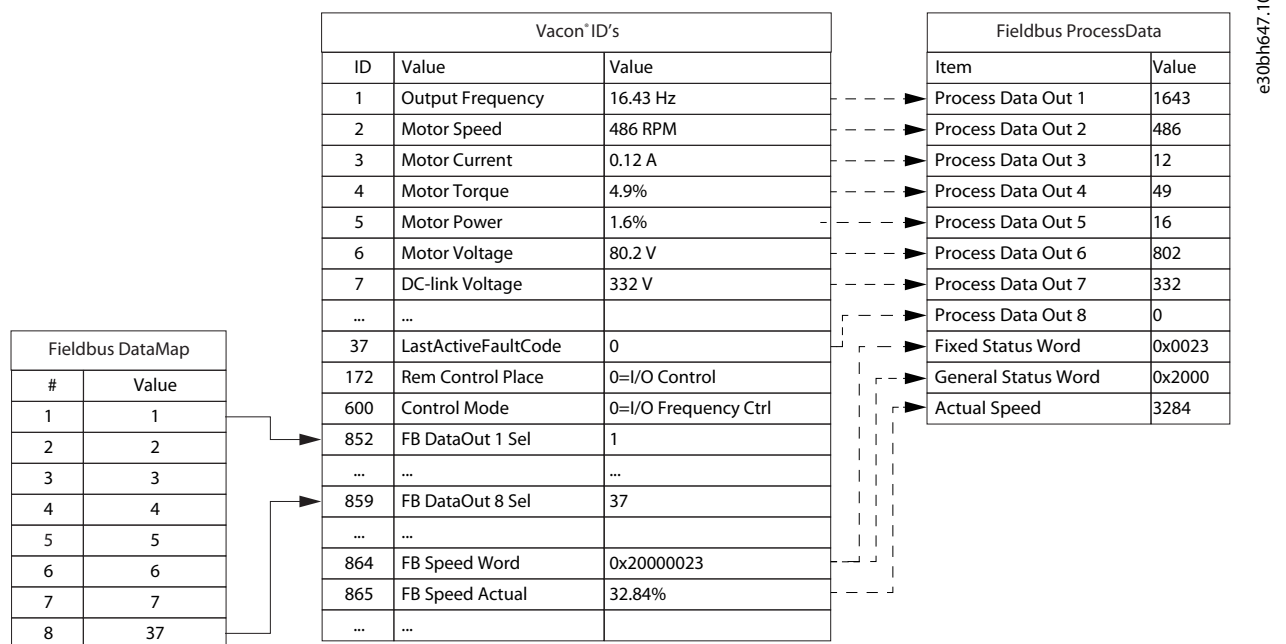 Vacon® ID's
ID Value Value
1 Output Frequency 16.43 Hz
2 Motor Speed 486 RPM
3 Motor Current 0.12 A
4 Motor Torque 4.9%
5 Motor Power 1.6%
6 Motor Voltage 80.2 V
7 DC-link Voltage 332 V
... ...
37 LastActiveFaultCode 0
172 Rem Control Place 0=I/O Control
600 Control Mode 0=I/O Frequency Ctrl
852 FB DataOut 1 Sel 1
... ... ...
859 FB DataOut 8 Sel 37
... ...
864 FB Speed Word 0x20000023
865 FB Speed Actual 32.84%
... ...
Fieldbus ProcessData
Item Value
Process Data Out 1 1643
Process Data Out 2 486
Process Data Out 3 12
Process Data Out 4 49
Process Data Out 5 16
Process Data Out 6 802
Process Data Out 7 332
Process Data Out 8 0
Fixed Status Word 0x0023
General Status Word 0x2000
Actual Speed 3284
Fieldbus DataMap
# Value
1 1
2 2
3 3
4 4
5 5
6 6
7 7
8 37
e30bh647.10